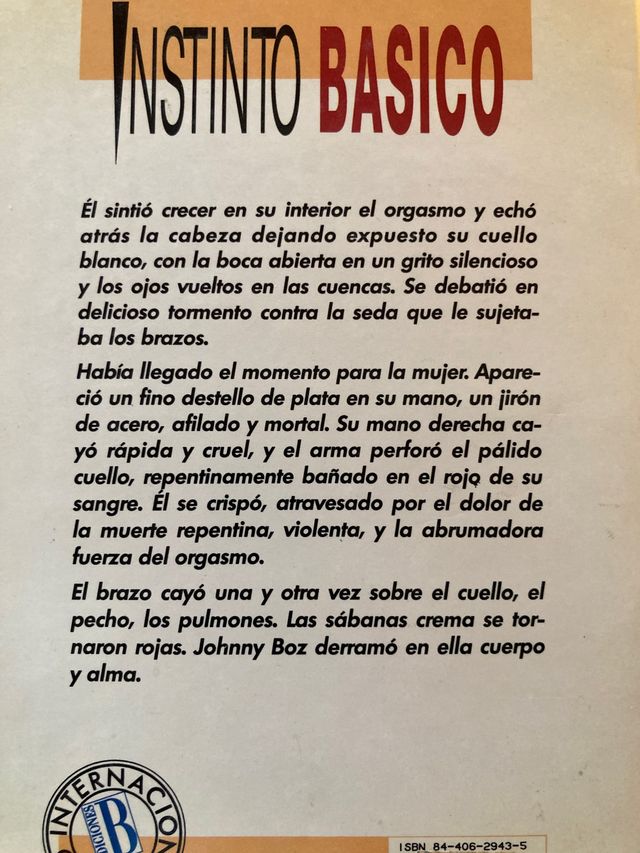 INSTINTO BASICO
Él sintió crecer en su interior el orgasmo y echó
atrás la cabeza dejando expuesto su cuello
blanco, con la boca abierta en un grito silencioso
y los ojos vueltos en las cuencas. Se debatió en
delicioso tormento contra la seda que le sujeta-
ba los brazos.
Había llegado el momento para la mujer. Apare-
ció un fino destello de plata en su mano, un jirón
de acero, afilado y mortal. Su mano derecha ca-
yó rápida y cruel, y el arma perforó el pálido
cuello, repentinamente bañado en el rojo de su
sangre. Él se crispó, atravesado por el dolor de
la muerte repentina, violenta, y la abrumadora
fuerza del orgasmo.
El brazo cayó una y otra vez sobre el cuello, el
pecho, los pulmones. Las sábanas crema se tor-
naron rojas. Johnny Boz derramó en ella cuerpo
y alma.
INTERNACION
B
EDICIONES
ISBN 84-406-2943-5